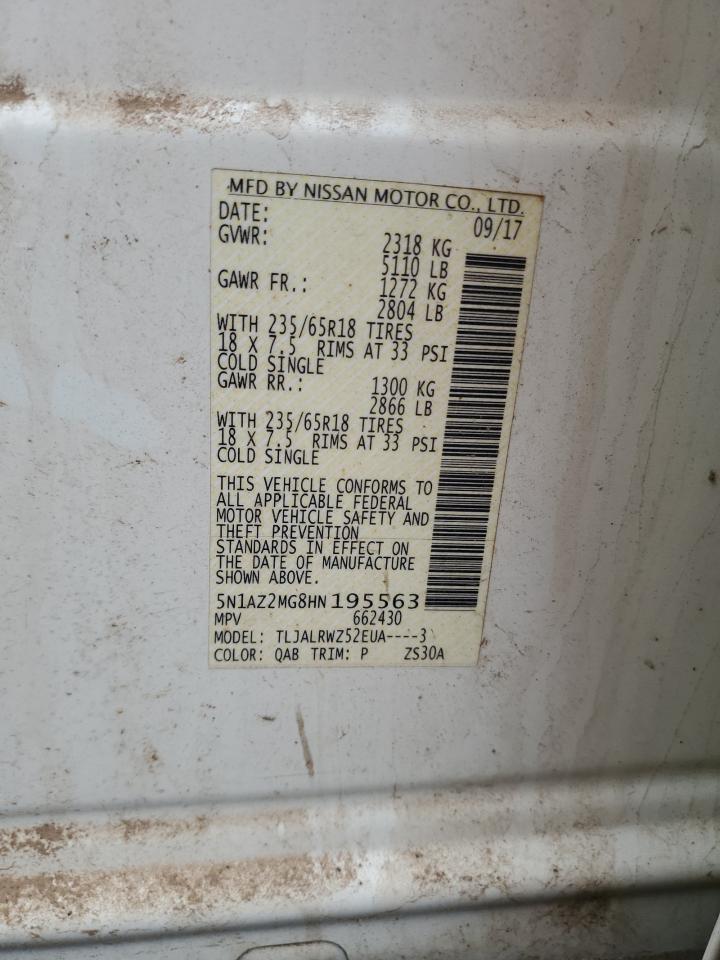 MFD BY NISSAN MOTOR CO., LTD.
DATE: 09/17
GVWR: 2318 KG
5110 LB
GAWR FR.: 1272 KG
2804 LB
WITH 235/65R18 TIRES
18 X 7.5 RIMS AT 33 PSI
COLD SINGLE
GAWR RR.: 1300 KG
2866 LB
WITH 235/65R18 TIRES
18 X 7.5 RIMS AT 33 PSI
COLD SINGLE
THIS VEHICLE CONFORMS TO
ALL APPLICABLE FEDERAL
MOTOR VEHICLE SAFETY AND
THEFT PREVENTION
STANDARDS IN EFFECT ON
THE DATE OF MANUFACTURE
SHOWN ABOVE.
5N1AZ2MG8HN195563
MPV 662430
MODEL: TLJALRWZ52EUA----3
COLOR: QAB TRIM: P ZS30A